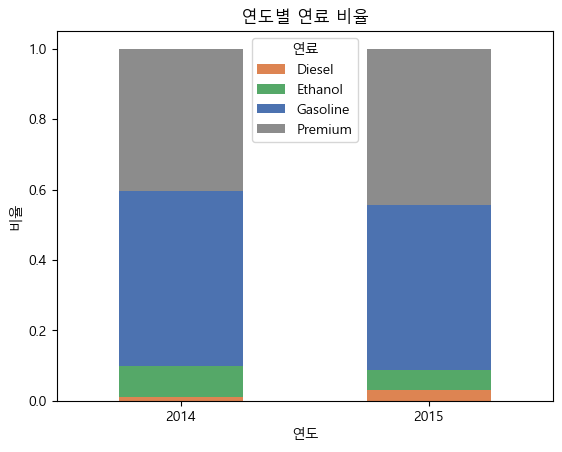 연도별 연료 비율
연료
Diesel
Ethanol
Gasoline
Premium
비율
1.0
0.8
0.6
0.4
0.2
0.0
2014
2015
연도